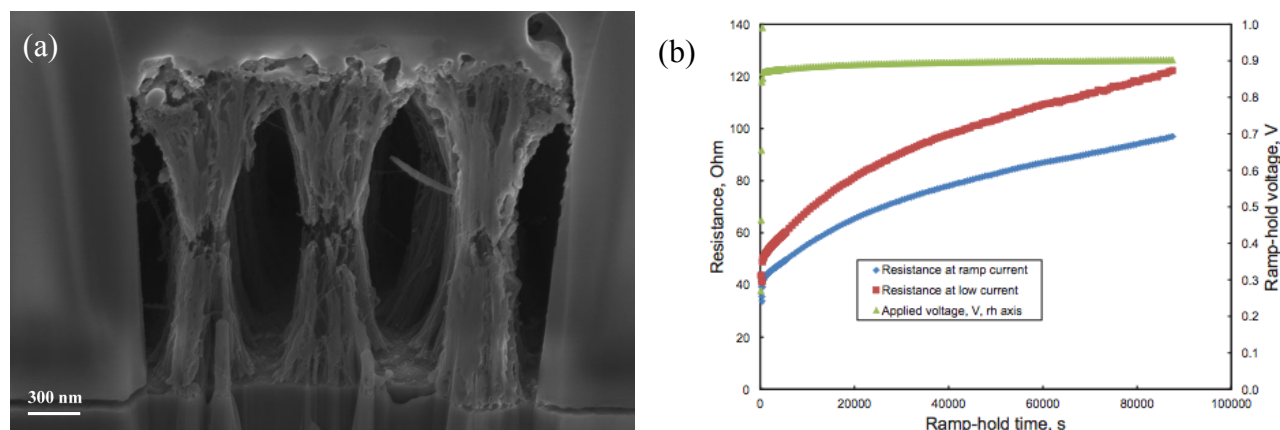 (a)
300 nm
(b)
Resistance, Ohm
140
120
100
80
60
40
20
0
1.0
0.9
0.8
0.7
0.6
0.5
0.4
0.3
0.2
0.1
0.0
Ramp-hold voltage, V
Resistance at ramp current
Resistance at low current
Applied voltage, V, rh axis
0 20000 40000 60000 80000 100000
Ramp-hold time, s